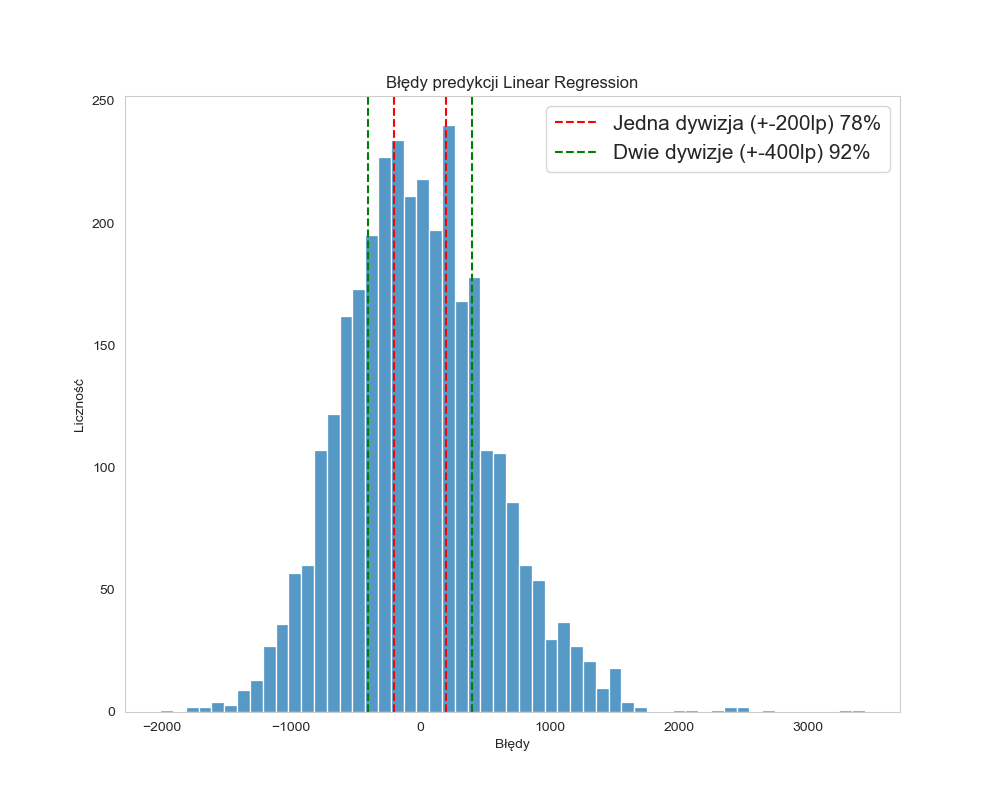 Błędy predykcji Linear Regression
Jedna dywizja (+-200lp) 78%
Dwie dywizje (+-400lp) 92%
250
200
150
100
50
0
Liczność
−2000
−1000
0
1000
2000
3000
Błędy